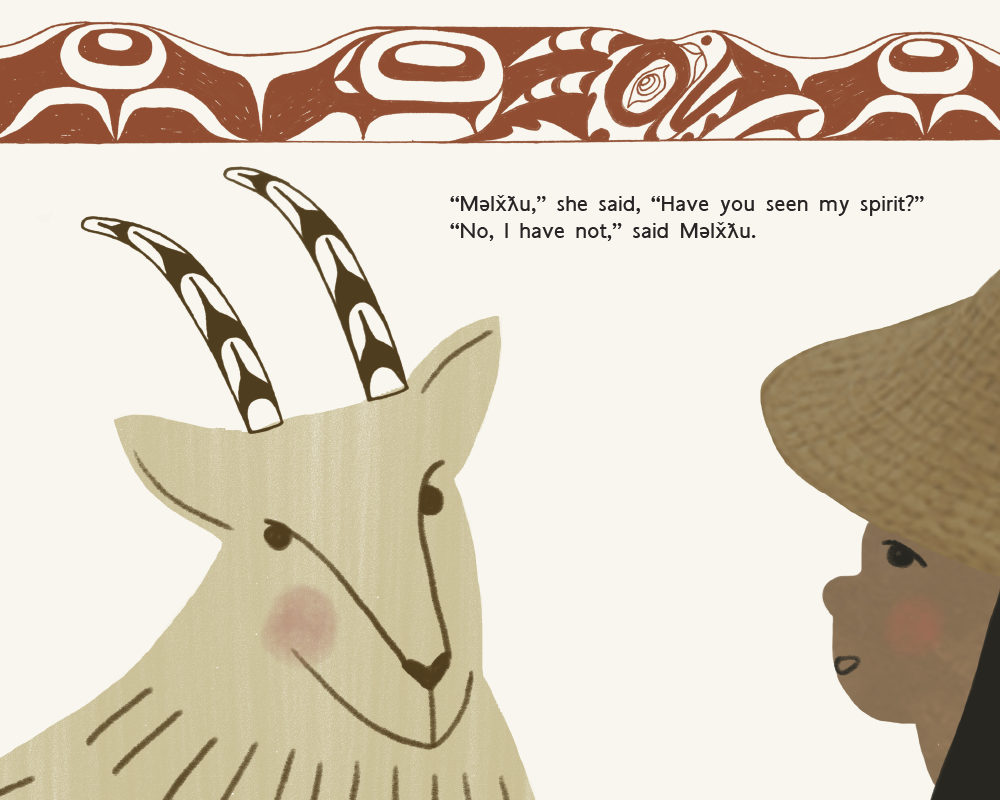 “Məlx̌ƛu,” she said, “Have you seen my spirit?”
“No, I have not,” said Məlx̌ƛu.